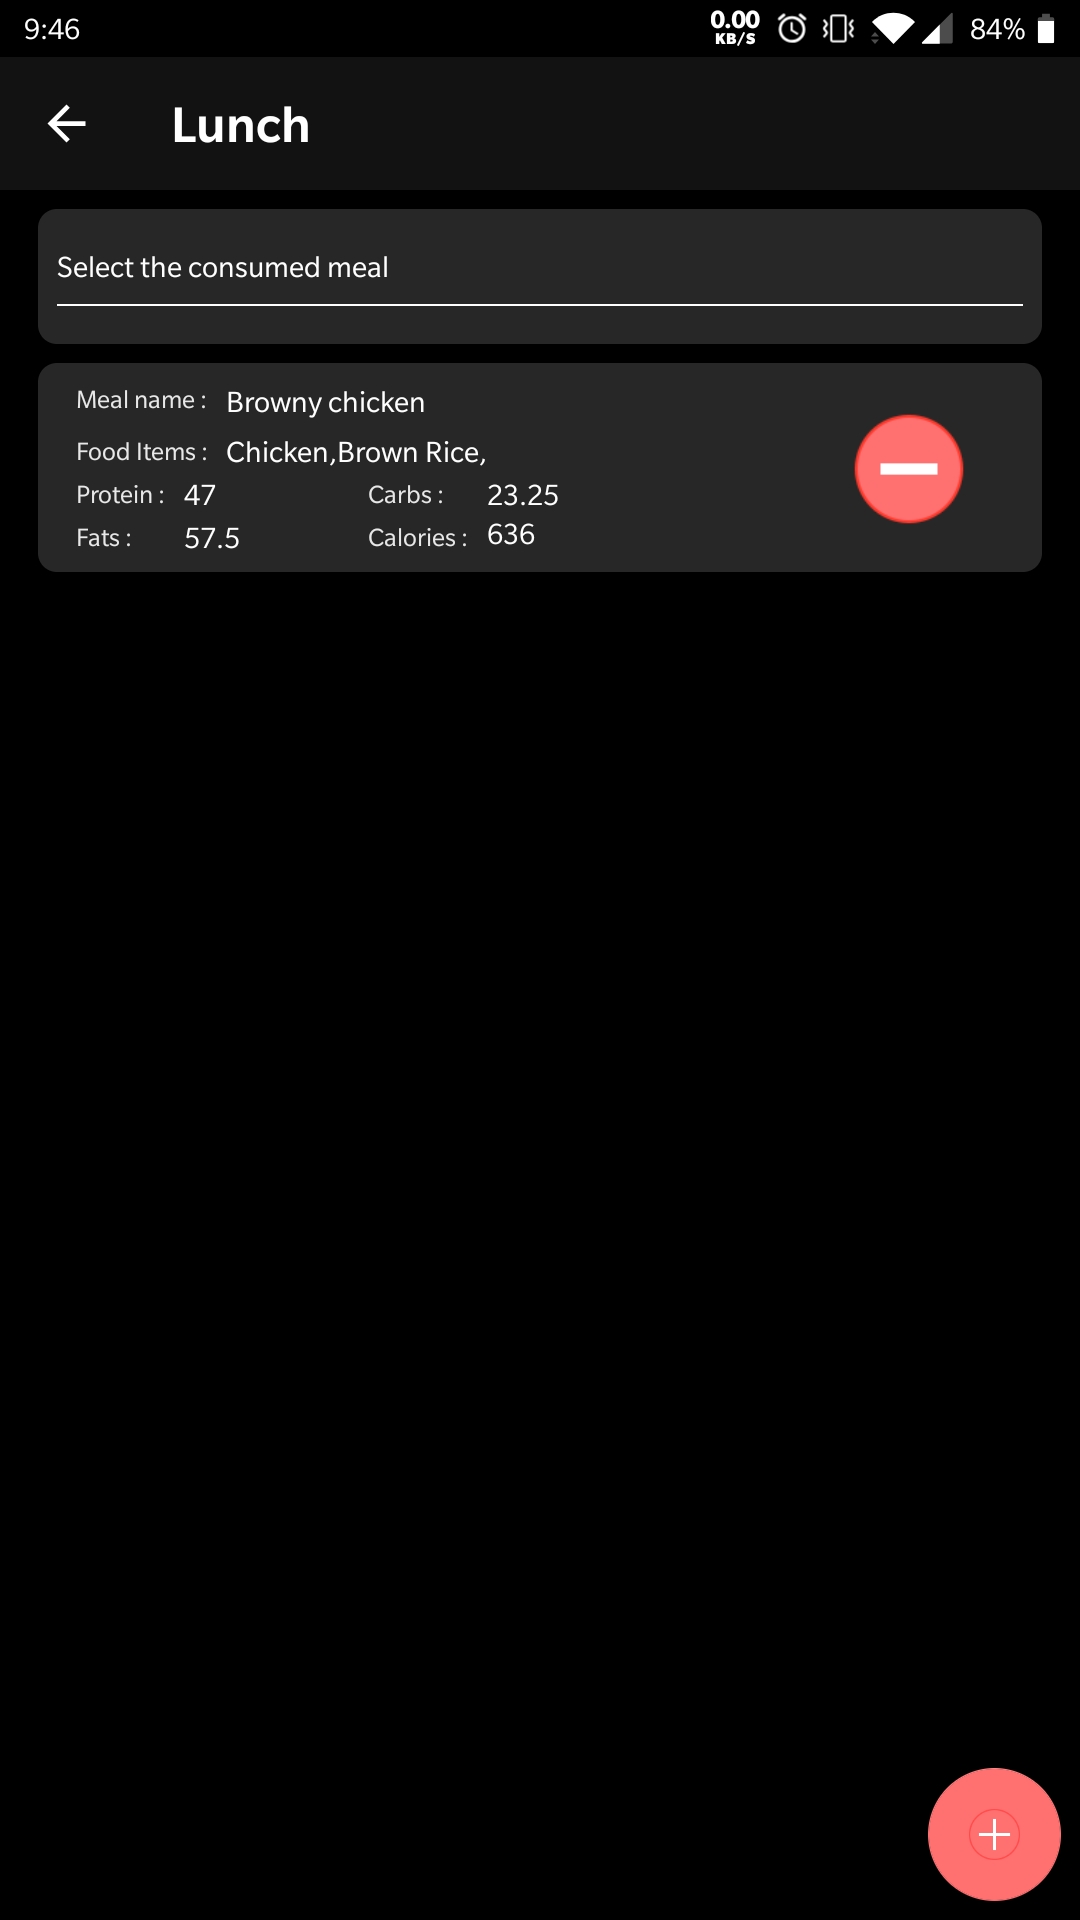 9:46
0.00
KB/S
84%
Lunch
Select the consumed meal
Meal name : Browny chicken
Food Items : Chicken,Brown Rice,
Protein : 47 Carbs : 23.25
Fats : 57.5 Calories : 636